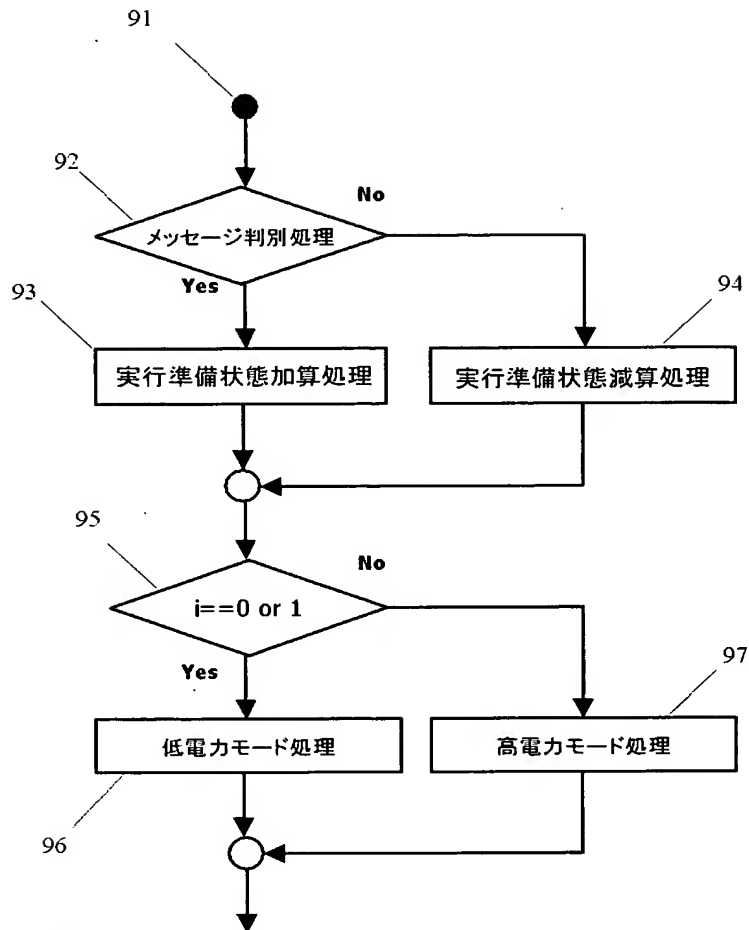 91
92
No
メッセージ判別処理
Yes
93
94
実行準備状態加算処理
実行準備状態減算処理
95
No
i==0 or 1
Yes
97
低電力モード処理
高電力モード処理
96